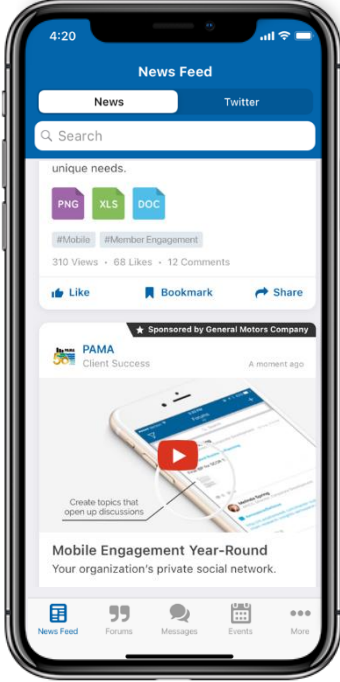 4:20
News Feed
News Twitter
Search
unique needs.
PNG XLS DOC
#Mobile #Member Engagement
310 Views • 68 Likes • 12 Comments
Like Bookmark Share
★ Sponsored by General Motors Company
PAMA
Client Success A moment ago
Forums
Create topics that
open up discussions
Mobile Engagement Year-Round
Your organization's private social network.
News Feed Forums Messages Events More